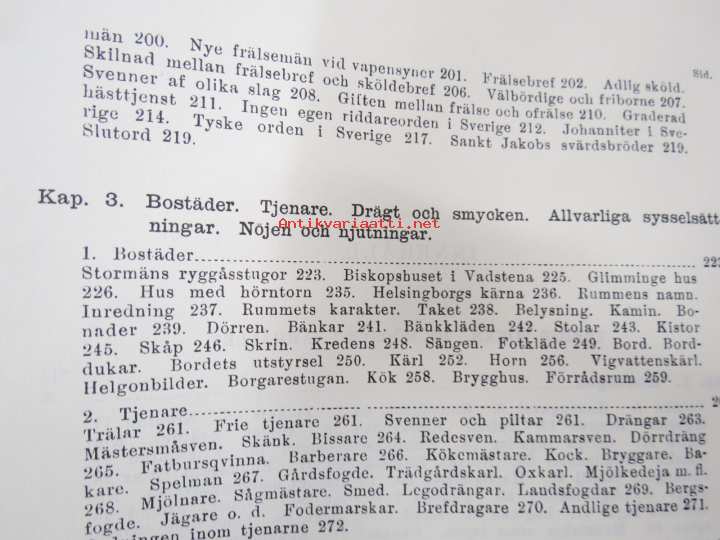 män 200. Nye frälsemän vid vapensyner 201. Frälsebref 202. Adlig sköld. Sid.
Skilnad mellan frälsebref och sköldebref 206. Välbördige och friborne 207.
Svenner af olika slag 208. Giften mellan frälse och ofrälse 210. Graderad
hästtjenst 211. Ingen egen riddareorden i Sverige 212. Johanniter i Sve-
rige 214. Tyske orden i Sverige 217. Sankt Jakobs svärdsbröder 219.
Slutord 219.
Kap. 3. Bostäder. Tjenare. Drägt och smycken. Allvarliga sysselsätt-
Antikvariaatti.net
ningar. Nöjen och njutningar.
1. Bostäder 223
Stormäns ryggåsstugor 223. Biskopshuset i Vadstena 225. Glimminge hus
226. Hus med hörntorn 235. Helsingborgs kärna 236. Rummens namn.
Inredning 237. Rummets karakter. Taket 238. Belysning. Kamin. Bo-
nader 239. Dörren. Bänkar 241. Bänkkläden 242. Stolar 243. Kistor
245. Skåp 246. Skrin. Kredens 248. Sängen. Fotkläde 249. Bord. Bord-
dukar. Bordets utstyrsel 250. Kärl 252. Horn 256. Vigvattenskärl.
Helgonbilder. Borgarestugan. Kök 258. Brygghus. Förrådsrum 259.
2. Tjenare
Trälar 261. Frie tjenare 261. Svenner och piltar 261. Drängar 263.
Mästersmåsven. Skänk. Bissare 264. Redesven. Kammarsven. Dörrdräng
265. Fatbursqvinna. Barberare 266. Kökemästare. Kock. Bryggare. Ba-
kare. Spelman 267. Gårdsfogde. Trädgårdskarl. Oxkarl. Mjölkedeja m. fl.
268. Mjölnare. Sågmästare. Smed. Legodrängar. Landsfogdar 269. Bergs-
fogde. Jägare o. d. Fodermarskar. Brefdragare 270. Andlige tjenare 271.
inom tjenarne 272.